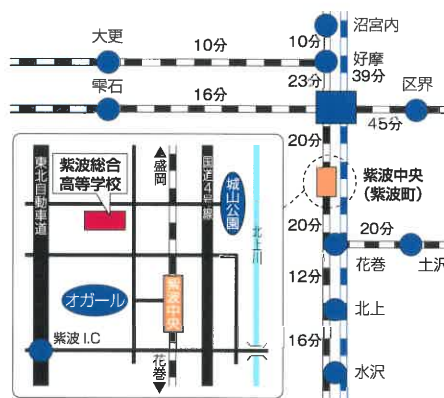 沼宮内
大更
10分
10分
好摩
23分
39分
雫石
16分
区界
45分
20分
紫波中央
(紫波町)
20分
20分
花巻
土沢
12分
北上
16分
水沢
東北自動車道
紫波総合
高等学校
▲盛岡
国道4号線
城山公園
北上川
オガール
紫波中央
紫波I.C
花巻▼